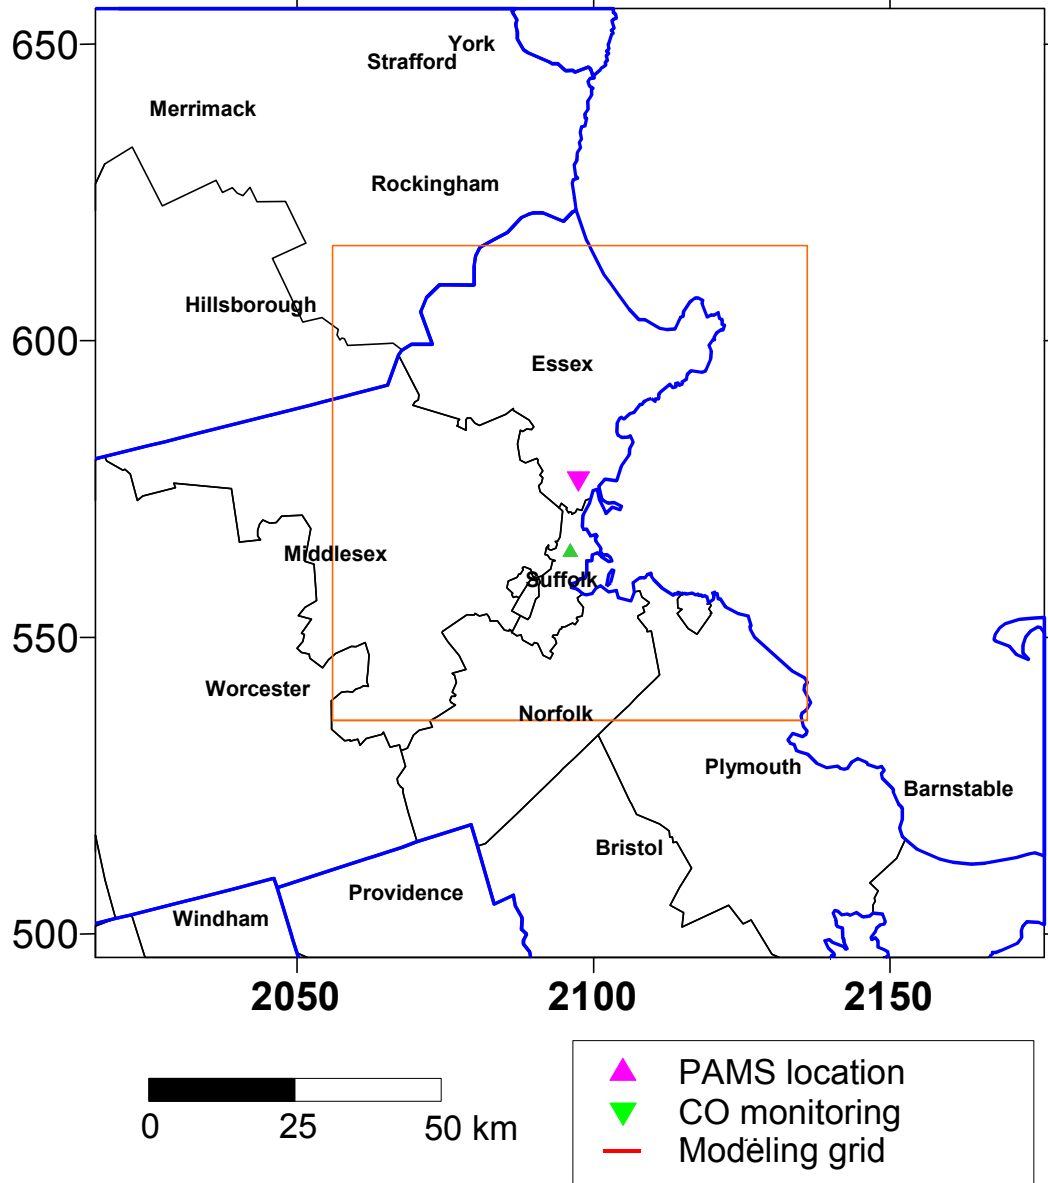 650
York
Strafford
Merrimack
Rockingham
Hillsborough
600
Essex
Middlesex
Suffolk
550
Worcester
Norfolk
Plymouth
Barnstable
Bristol
Providence
Windham
500
2050 2100 2150
0 25 50 km
PAMS location
CO monitoring
Modeling grid